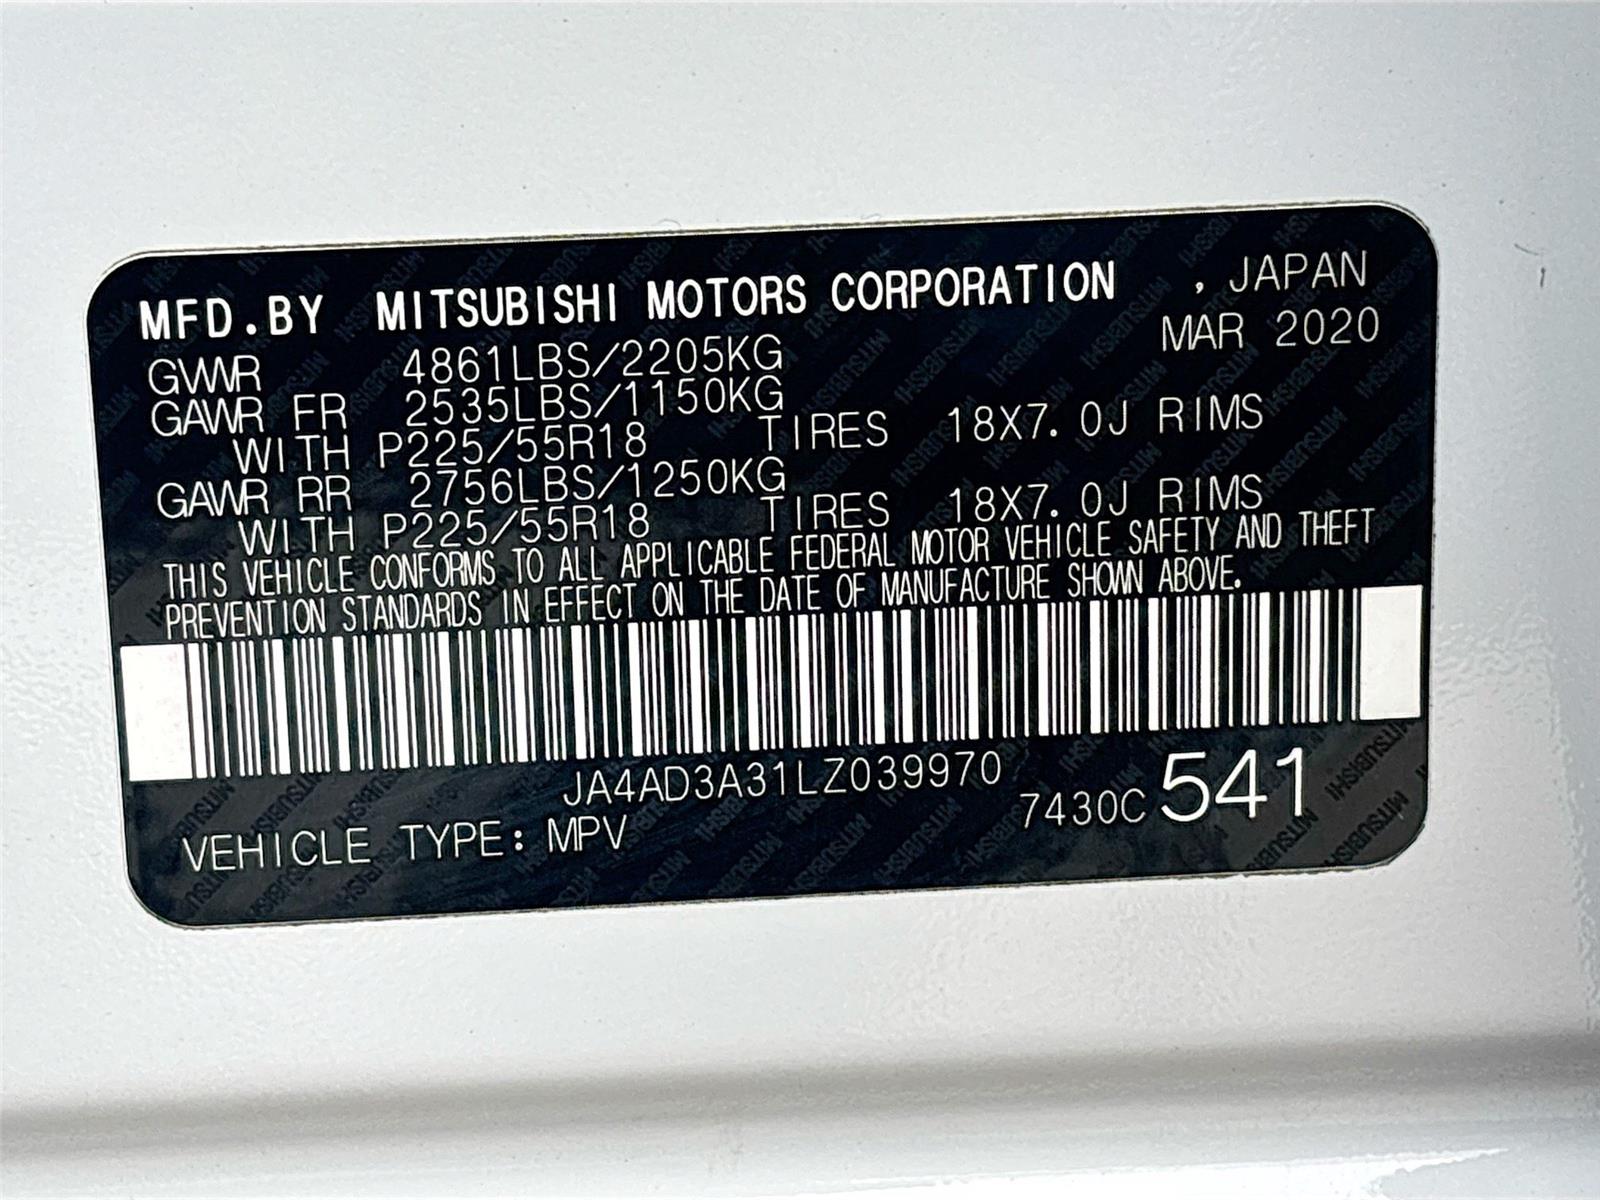 MFD.BY MITSUBISHI MOTORS CORPORATION , JAPAN
MAR 2020
GVWR 4861LBS/2205KG
GAWR FR 2535LBS/1150KG
WITH P225/55R18 TIRES 18X7.0J RIMS
GAWR RR 2756LBS/1250KG
WITH P225/55R18 TIRES 18X7.0J RIMS
THIS VEHICLE CONFORMS TO ALL APPLICABLE FEDERAL MOTOR VEHICLE SAFETY AND THEFT
PREVENTION STANDARDS IN EFFECT ON THE DATE OF MANUFACTURE SHOWN ABOVE.
JA4AD3A31LZ039970
7430C 541
VEHICLE TYPE: MPV